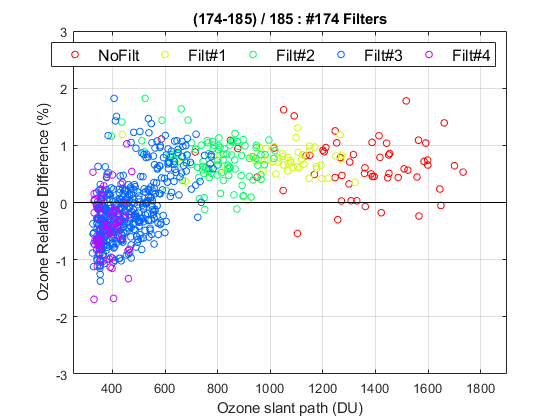 (174-185) / 185 : #174 Filters
3
NoFilt Filt#1 Filt#2 Filt#3 Filt#4
2
1
0
-1
-2
-3
Ozone Relative Difference (%)
400 600 800 1000 1200 1400 1600 1800
Ozone slant path (DU)